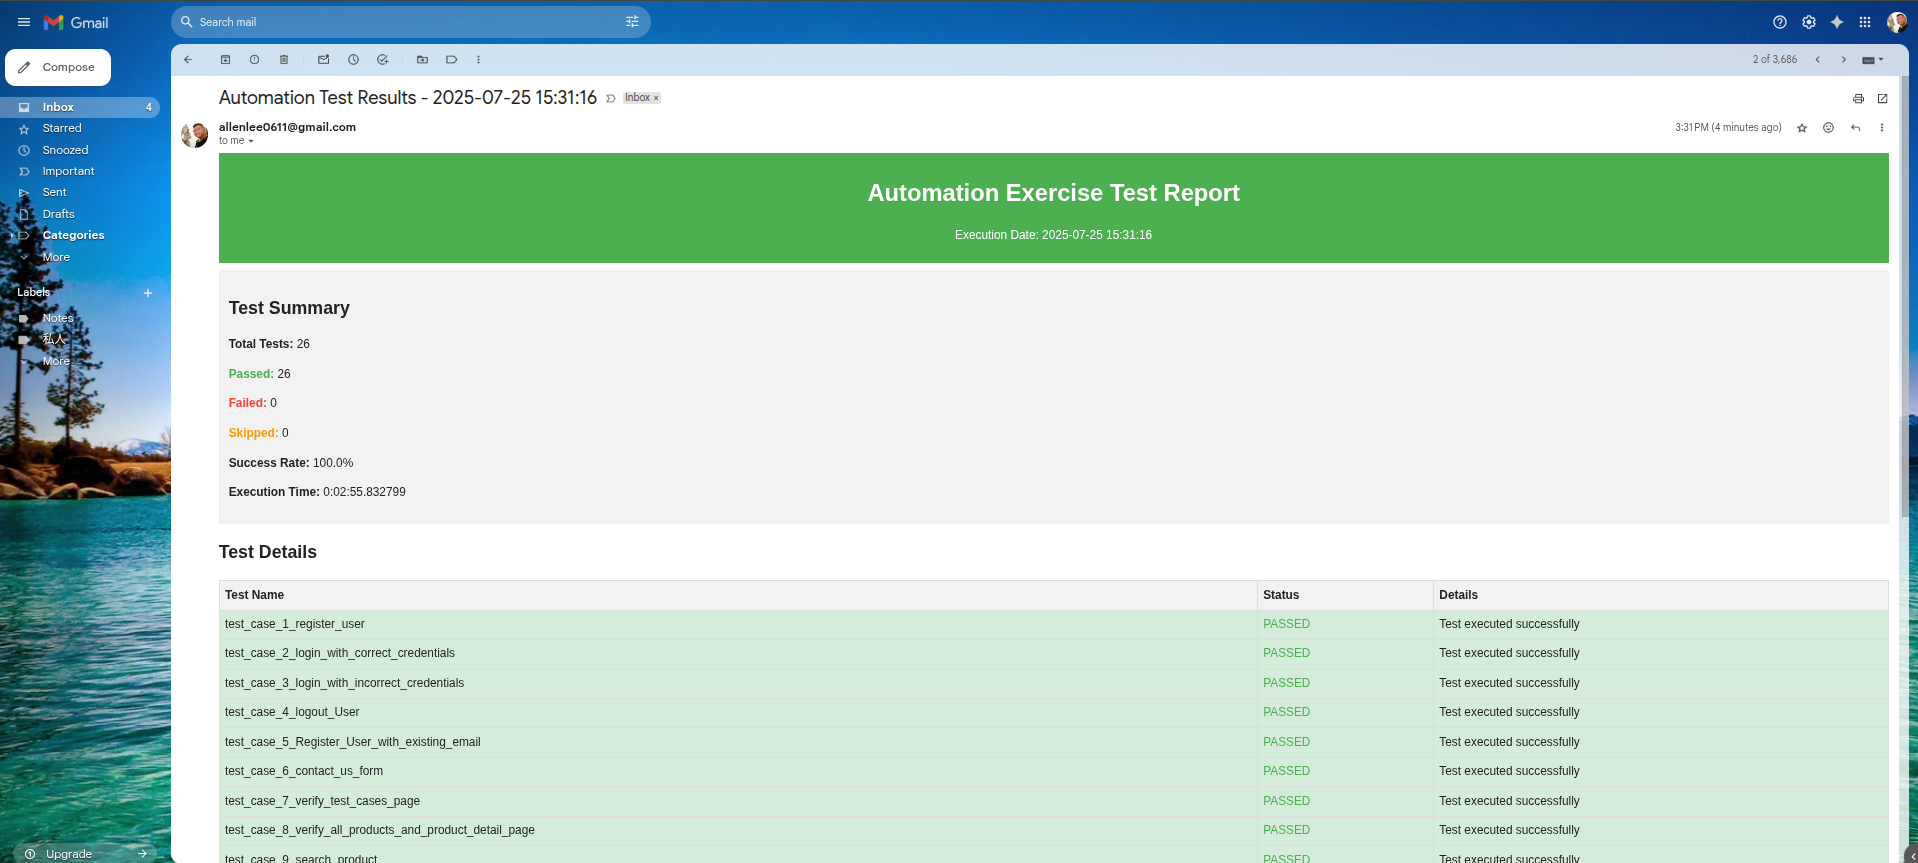 Gmail
Search mail
Compose
2 of 3,686
Inbox 4
Starred
Snoozed
Important
Sent
Drafts
Categories
More
Labels
Notes
私人
More
Upgrade
Automation Test Results - 2025-07-25 15:31:16 Inbox ×
allenlee0611@gmail.com
3:31 PM (4 minutes ago)
to me
Automation Exercise Test Report
Execution Date: 2025-07-25 15:31:16
Test Summary
Total Tests: 26
Passed: 26
Failed: 0
Skipped: 0
Success Rate: 100.0%
Execution Time: 0:02:55.832799
Test Details
Test Name Status Details
test_case_1_register_user PASSED Test executed successfully
test_case_2_login_with_correct_credentials PASSED Test executed successfully
test_case_3_login_with_incorrect_credentials PASSED Test executed successfully
test_case_4_logout_User PASSED Test executed successfully
test_case_5_Register_User_with_existing_email PASSED Test executed successfully
test_case_6_contact_us_form PASSED Test executed successfully
test_case_7_verify_test_cases_page PASSED Test executed successfully
test_case_8_verify_all_products_and_product_detail_page PASSED Test executed successfully
test_case_9_search_product PASSED Test executed successfully